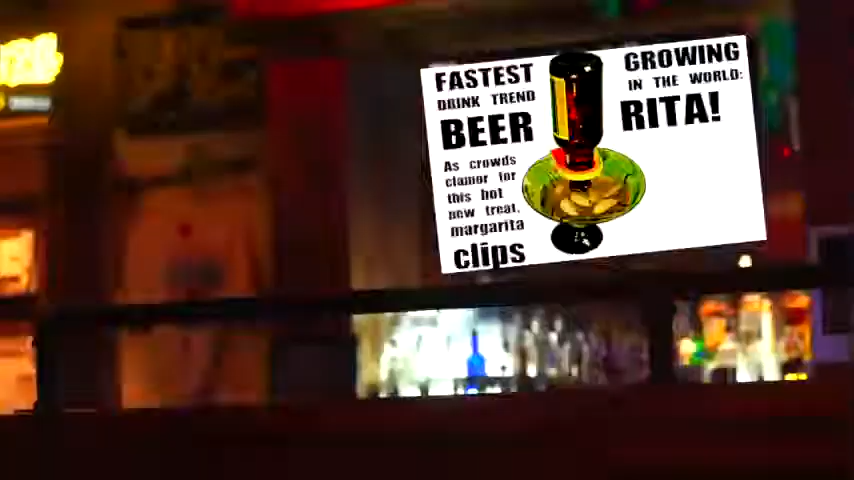 FASTEST
DRINK TREND
BEER
As crowds
clamor for
this hot
new treat,
margarita
clips
GROWING
IN THE WORLD:
RITA!